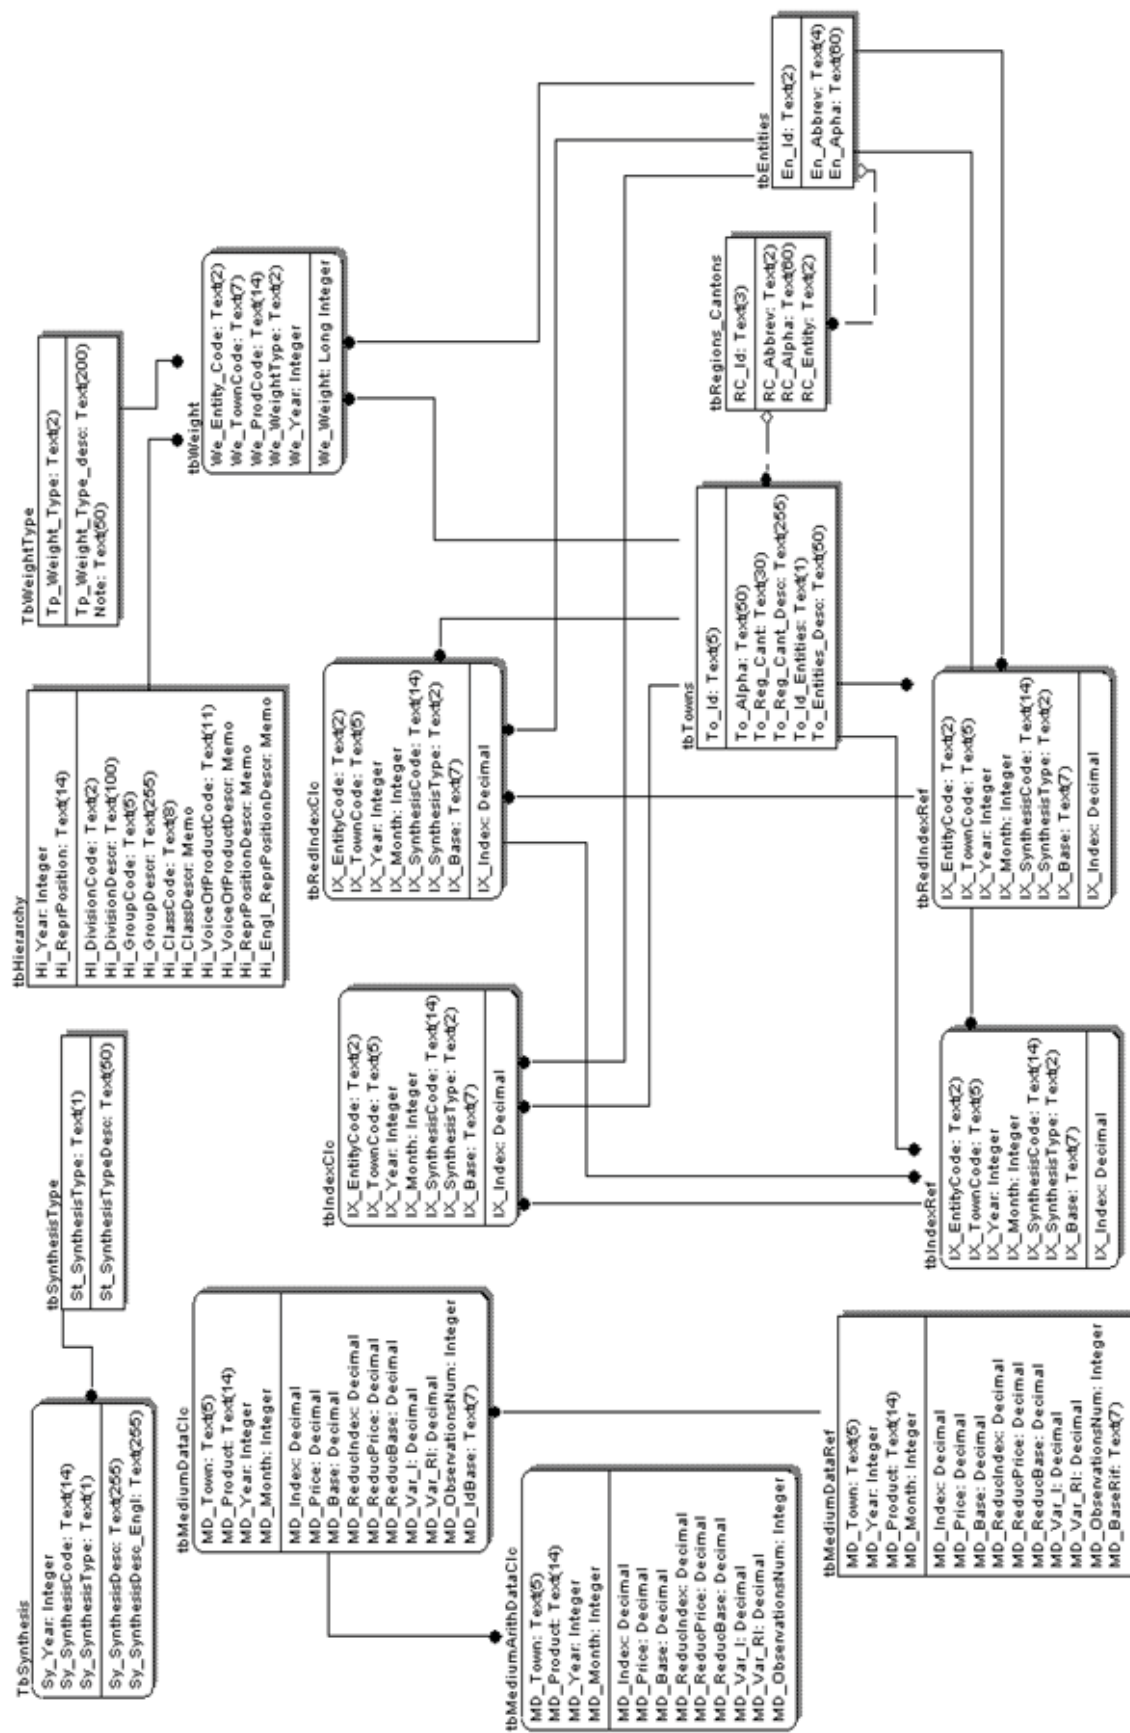 TbSynthesis
Sy_Year: Integer
Sy_SynthesisCode: Text(14)
Sy_SynthesisType: Text(1)
Sy_SynthesisDesc: Text(255)
Sy_SynthesisDesc_Engl: Text(255)
tbSynthesisType
St_SynthesisType: Text(1)
St_SynthesisTypeDesc: Text(50)
tbHierarchy
Hi_Year: Integer
Hi_ReprPosition: Text(14)
Hi_DivisionCode: Text(2)
Hi_DivisionDescr: Text(100)
Hi_GroupCode: Text(5)
Hi_GroupDescr: Text(255)
Hi_ClassCode: Text(8)
Hi_ClassDescr: Memo
Hi_VoiceOfProductCode: Text(11)
Hi_VoiceOfProductDescr: Memo
Hi_ReprPositionDescr: Memo
Hi_Engl_ReprPositionDescr: Memo
TbWeightType
Tp_Weight_Type: Text(2)
Tp_Weight_Type_desc: Text(200)
Note: Text(50)
tbWeight
We_Entity_Code: Text(2)
We_TownCode: Text(7)
We_ProdCode: Text(14)
We_WeightType: Text(2)
We_Year: Integer
We_Weight: Long Integer
tbMediumDataClc
MD_Town: Text(5)
MD_Product: Text(14)
MD_Year: Integer
MD_Month: Integer
MD_Index: Decimal
MD_Price: Decimal
MD_Base: Decimal
MD_ReducIndex: Decimal
MD_ReducPrice: Decimal
MD_ReducBase: Decimal
MD_Var_I: Decimal
MD_Var_RI: Decimal
MD_ObservationsNum: Integer
MD_IdBase: Text(7)
tbIndexClc
IX_EntityCode: Text(2)
IX_TownCode: Text(5)
IX_Year: Integer
IX_Month: Integer
IX_SynthesisCode: Text(14)
IX_SynthesisType: Text(2)
IX_Base: Text(7)
IX_Index: Decimal
tbRedIndexClc
IX_EntityCode: Text(2)
IX_TownCode: Text(5)
IX_Year: Integer
IX_Month: Integer
IX_SynthesisCode: Text(14)
IX_SynthesisType: Text(2)
IX_Base: Text(7)
IX_Index: Decimal
tbMediumArithDataClc
MD_Town: Text(5)
MD_Product: Text(14)
MD_Year: Integer
MD_Month: Integer
MD_Index: Decimal
MD_Price: Decimal
MD_Base: Decimal
MD_ReducIndex: Decimal
MD_ReducPrice: Decimal
MD_ReducBase: Decimal
MD_Var_I: Decimal
MD_Var_RI: Decimal
MD_ObservationsNum: Integer
tbTowns
To_Id: Text(5)
To_Alpha: Text(50)
To_Reg_Cant: Text(30)
To_Reg_Cant_Desc: Text(255)
To_Id_Entities: Text(1)
To_Entities_Desc: Text(50)
tbRegions_Cantons
RC_Id: Text(3)
RC_Abbrev: Text(2)
RC_Alpha: Text(60)
RC_Entity: Text(2)
tbEntities
En_Id: Text(2)
En_Abbrev: Text(4)
En_Apha: Text(60)
tbMediumDataRef
MD_Town: Text(5)
MD_Year: Integer
MD_Product: Text(14)
MD_Month: Integer
MD_Index: Decimal
MD_Price: Decimal
MD_Base: Decimal
MD_ReducIndex: Decimal
MD_ReducPrice: Decimal
MD_ReducBase: Decimal
MD_Var_I: Decimal
MD_Var_RI: Decimal
MD_ObservationsNum: Integer
MD_BaseRif: Text(7)
tbIndexRef
IX_EntityCode: Text(2)
IX_TownCode: Text(5)
IX_Year: Integer
IX_Month: Integer
IX_SynthesisCode: Text(14)
IX_SynthesisType: Text(2)
IX_Base: Text(7)
IX_Index: Decimal
tbRedIndexRef
IX_EntityCode: Text(2)
IX_TownCode: Text(5)
IX_Year: Integer
IX_Month: Integer
IX_SynthesisCode: Text(14)
IX_SynthesisType: Text(2)
IX_Base: Text(7)
IX_Index: Decimal